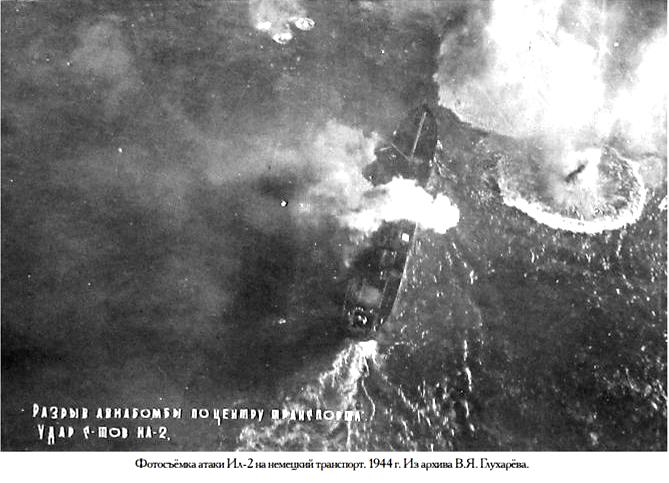 РАЗРЫВ АВИАБОМБЫ ПО ЦЕНТРУ ТРАНСПОРТА
УДАР Г-ШОВ ИЛ-2.
Фотосъёмка атаки Ил-2 на немецкий транспорт. 1944 г. Из архива В.Я. Глухарёва.